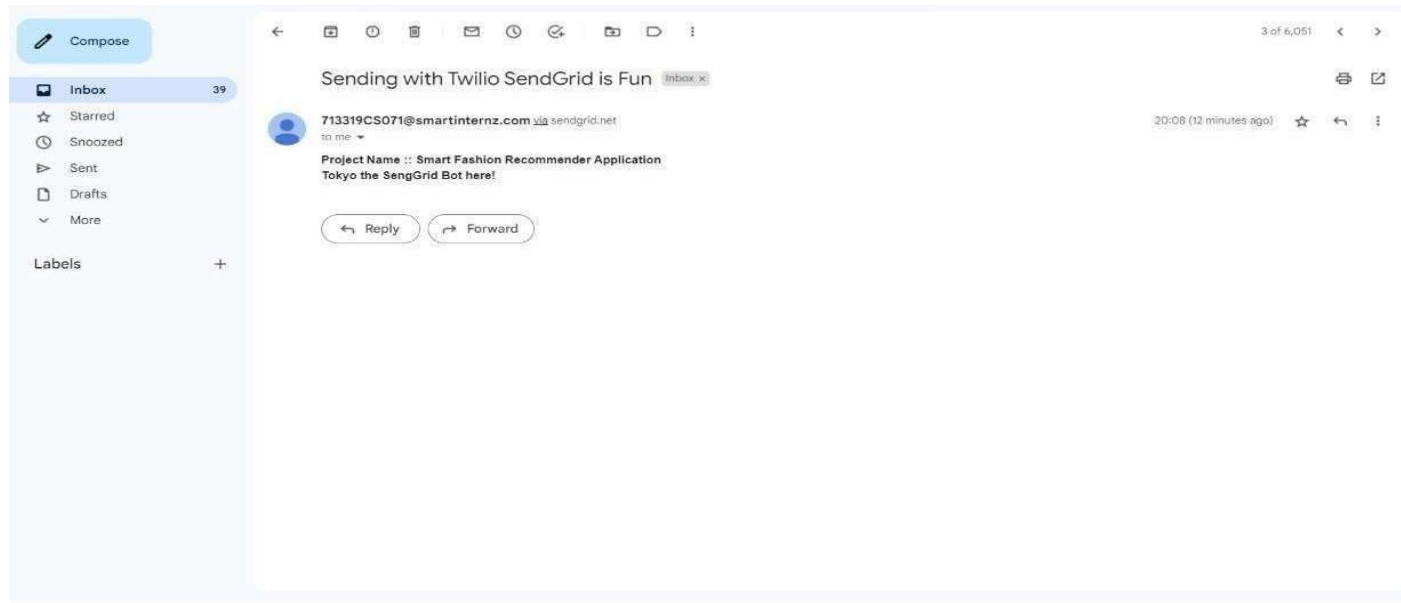 Compose
Inbox 39
Starred
Snoozed
Sent
Drafts
More
Labels
3 of 6,051
Sending with Twilio SendGrid is Fun Inbox ×
713319CS071@smartinternz.com via sendgrid.net 20:08 (12 minutes ago)
to me
Project Name :: Smart Fashion Recommender Application
Tokyo the SengGrid Bot here!
Reply Forward